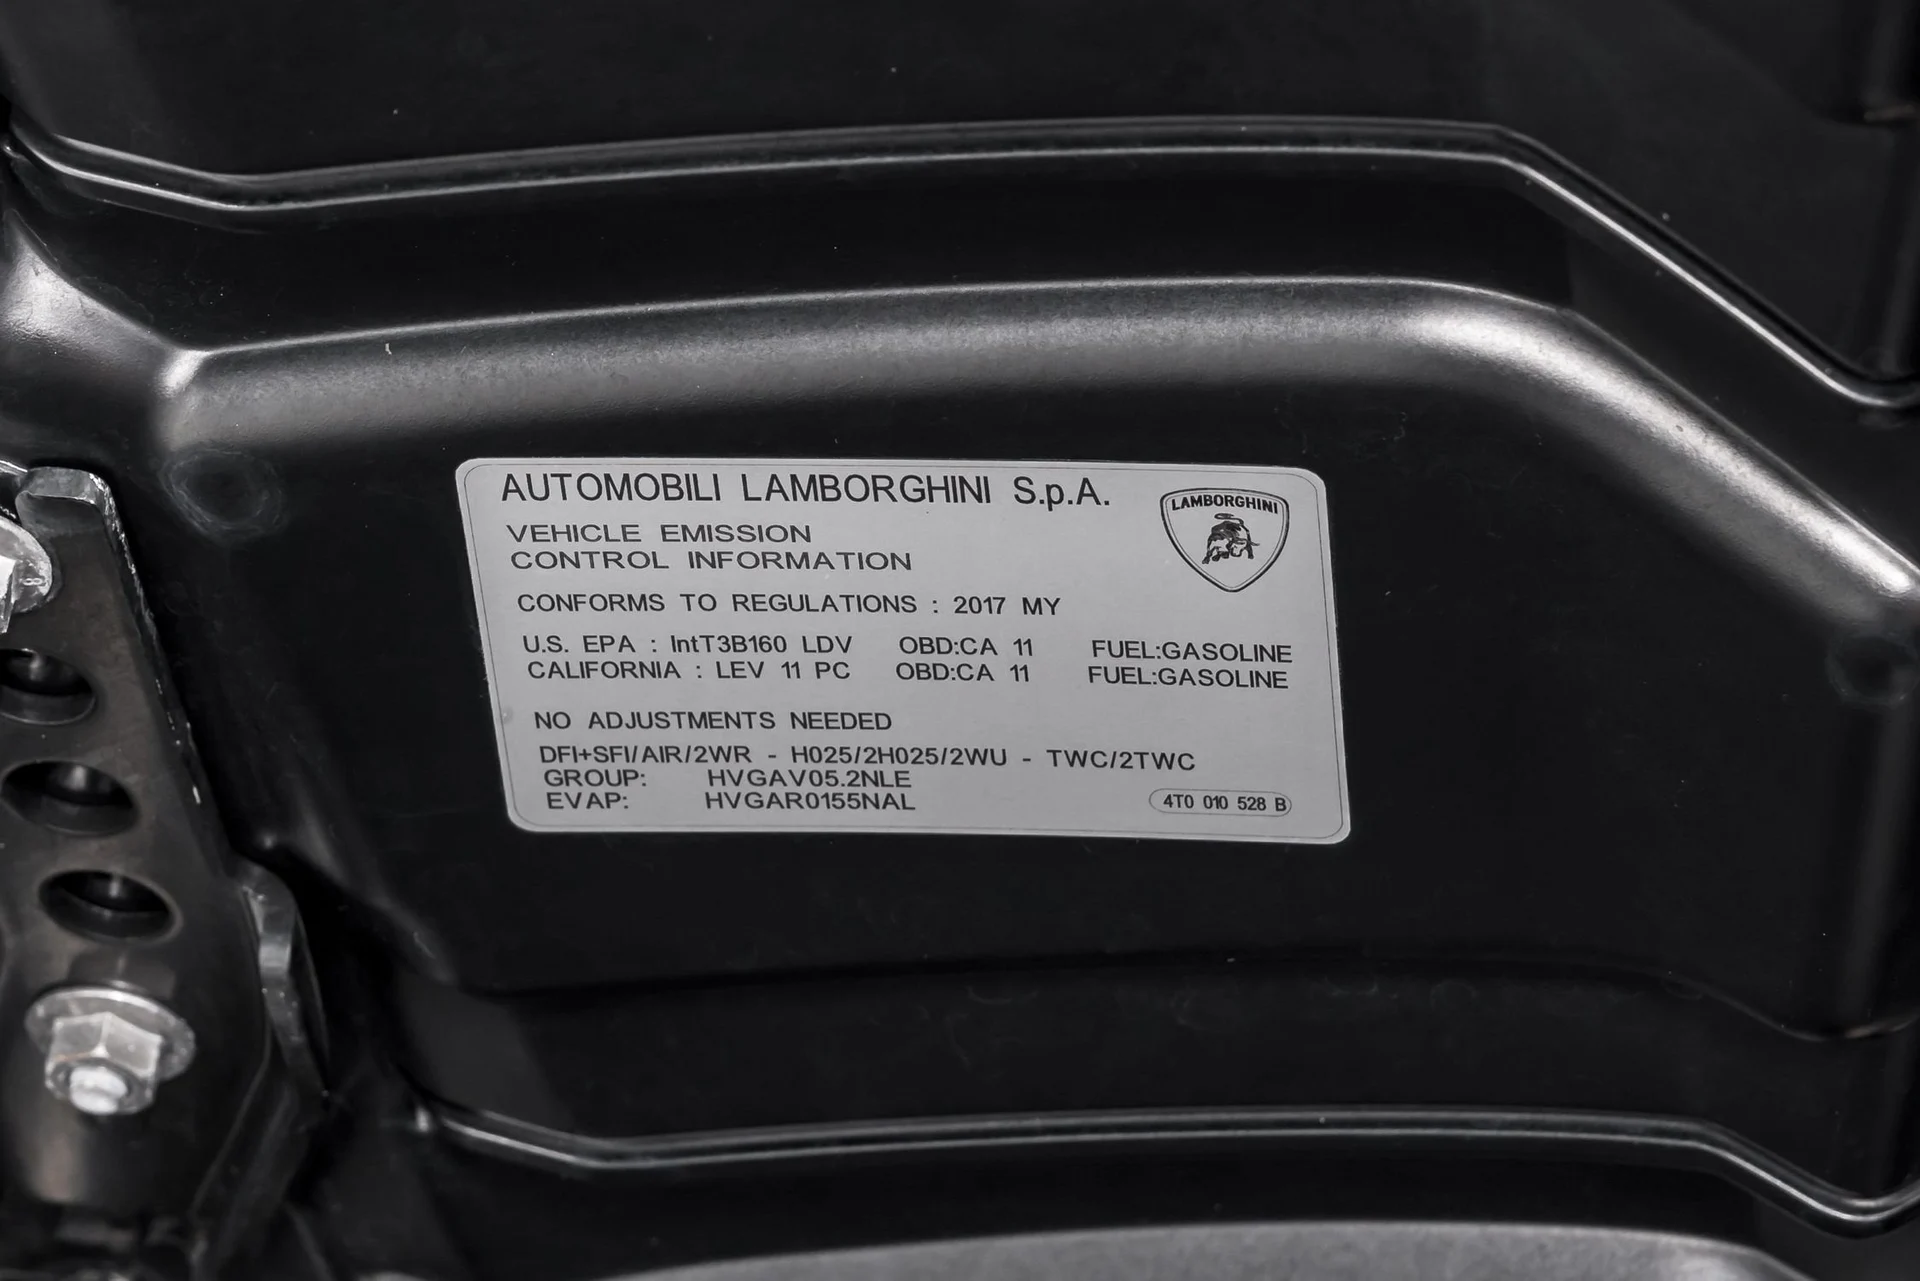 AUTOMOBILI LAMBORGHINI S.p.A.
LAMBORGHINI
VEHICLE EMISSION
CONTROL INFORMATION
CONFORMS TO REGULATIONS : 2017 MY
U.S. EPA : IntT3B160 LDV OBD:CA 11 FUEL:GASOLINE
CALIFORNIA : LEV 11 PC OBD:CA 11 FUEL:GASOLINE
NO ADJUSTMENTS NEEDED
DFI+SFI/AIR/2WR - H025/2H025/2WU - TWC/2TWC
GROUP: HVGAV05.2NLE
EVAP: HVGAR0155NAL
4T0 010 528 B